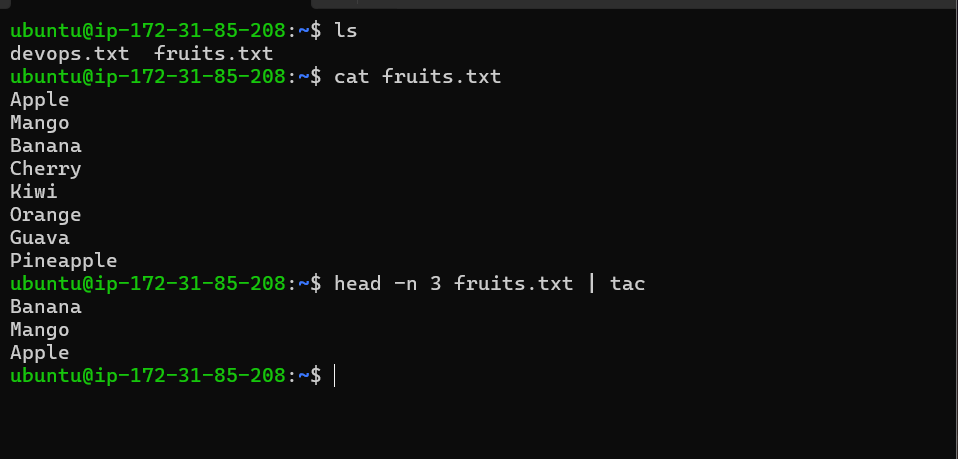 ubuntu@ip-172-31-85-208:~$ ls
devops.txt  fruits.txt
ubuntu@ip-172-31-85-208:~$ cat fruits.txt
Apple
Mango
Banana
Cherry
Kiwi
Orange
Guava
Pineapple
ubuntu@ip-172-31-85-208:~$ head -n 3 fruits.txt | tac
Banana
Mango
Apple
ubuntu@ip-172-31-85-208:~$